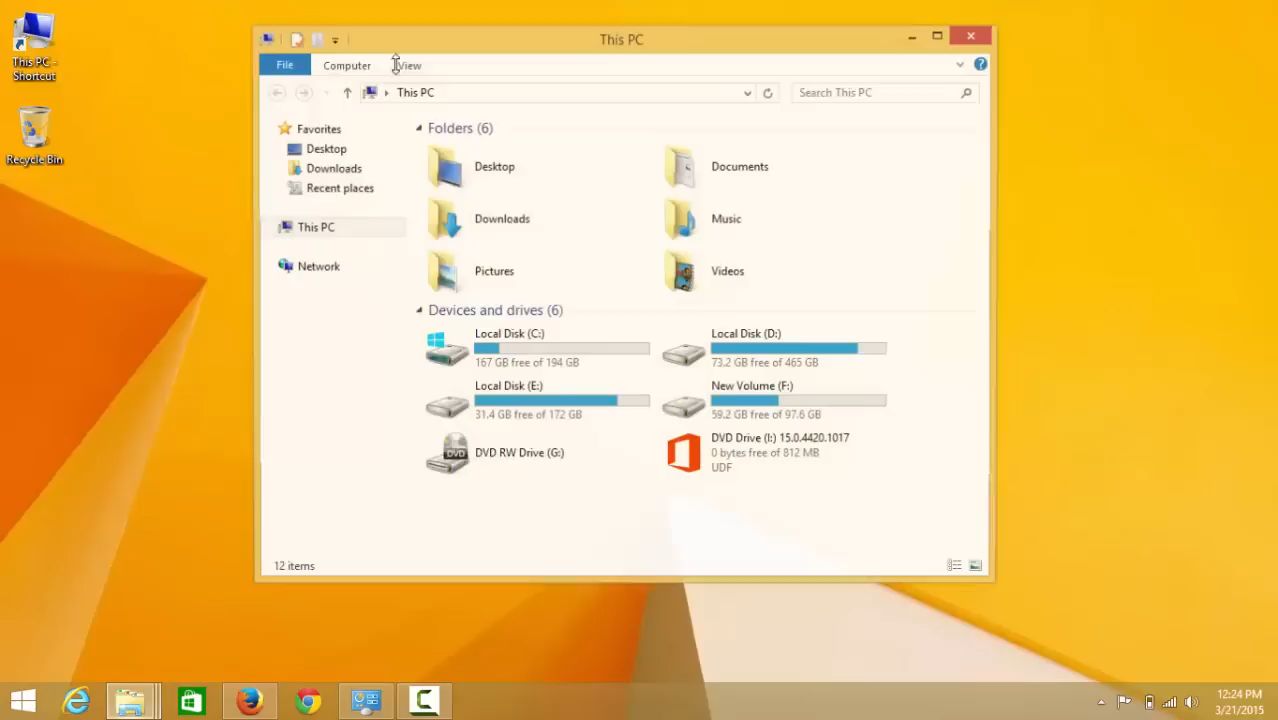 This PC -
Shortcut
Recycle Bin
This PC
File Computer View
This PC
Search This PC
Favorites
Desktop
Downloads
Recent places
This PC
Network
Folders (6)
Desktop
Documents
Downloads
Music
Pictures
Videos
Devices and drives (6)
Local Disk (C:)
167 GB free of 194 GB
Local Disk (D:)
73.2 GB free of 465 GB
Local Disk (E:)
31.4 GB free of 172 GB
New Volume (F:)
59.2 GB free of 97.6 GB
DVD
DVD RW Drive (G:)
DVD Drive (I:) 15.0.4420.1017
0 bytes free of 812 MB
UDF
12 items
12:24 PM
3/21/2015